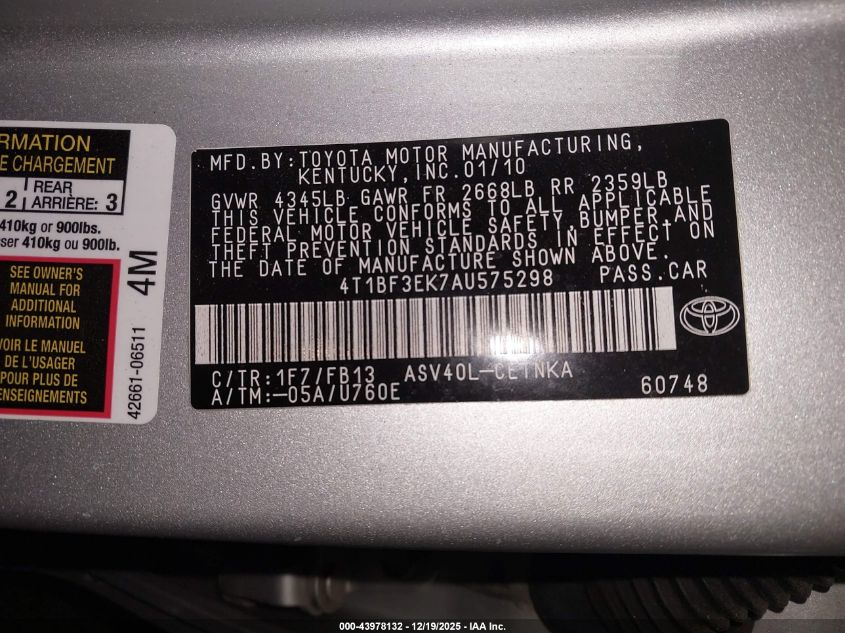 RMATION
E CHARGEMENT
2 REAR
ARRIÈRE: 3
410kg or 900lbs.
ser 410kg ou 900lb.
SEE OWNER'S
MANUAL FOR
ADDITIONAL
INFORMATION
VOIR LE MANUEL
DE L'USAGER
POUR PLUS DE
RENSEIGNEMENTS
4M
42661-06511
MFD.BY:TOYOTA MOTOR MANUFACTURING,
KENTUCKY,INC.01/10
GVWR 4345LB GAWR FR 2668LB RR 2359LB
THIS VEHICLE CONFORMS TO ALL APPLICABLE
FEDERAL MOTOR VEHICLE SAFETY,BUMPER,AND
THEFT PREVENTION STANDARDS IN EFFECT ON
THE DATE OF MANUFACTURE SHOWN ABOVE.
4T1BF3EK7AU575298 PASS.CAR
C/TR:1F7/FB13 ASV40L-CETNKA
A/TM:-05A/U760E 60748
000-43978132 - 12/19/2025 - IAA Inc.